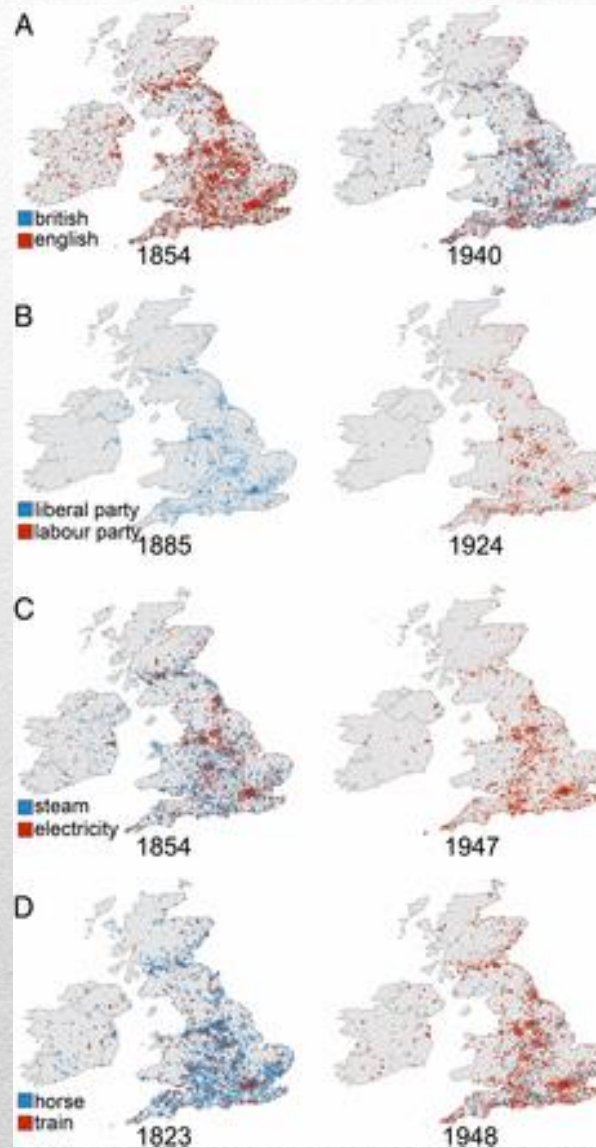 A
british
english
1854
1940
B
liberal party
labour party
1885
1924
C
steam
electricity
1854
1947
D
horse
train
1823
1948